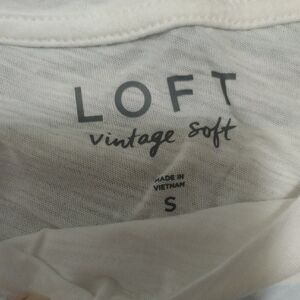 LOFT
vintage soft
MADE IN
VIETNAM
S